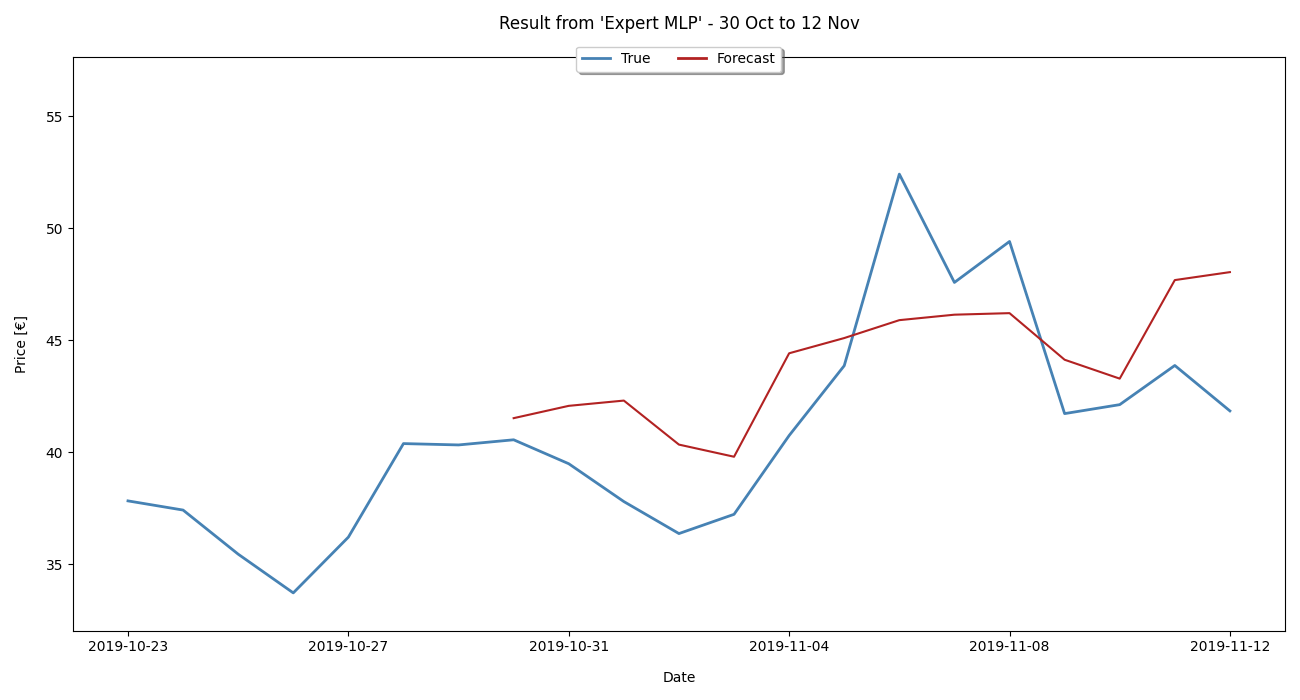 Result from 'Expert MLP' - 30 Oct to 12 Nov
True Forecast
55
50
45
40
35
Price [€]
2019-10-23 2019-10-27 2019-10-31 2019-11-04 2019-11-08 2019-11-12
Date